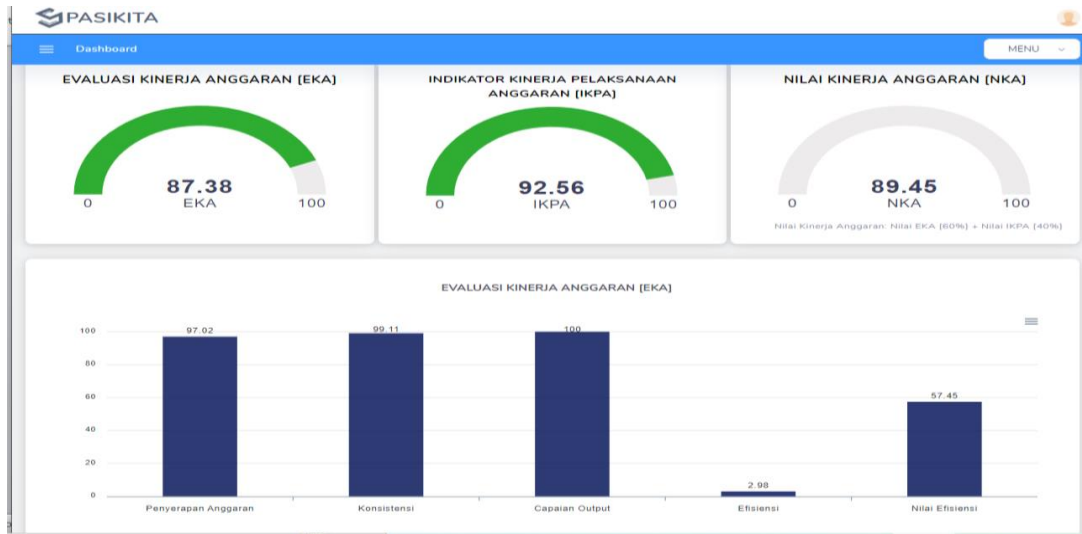 PASIKITA
Dashboard
MENU
EVALUASI KINERJA ANGGARAN [EKA]
87.38
EKA
0
100
INDIKATOR KINERJA PELAKSANAAN
ANGGARAN [IKPA]
92.56
IKPA
0
100
NILAI KINERJA ANGGARAN [NKA]
89.45
NKA
0
100
Nilai Kinerja Anggaran: Nilai EKA [60%] + Nilai IKPA [40%]
EVALUASI KINERJA ANGGARAN [EKA]
100
80
60
40
20
0
97.02
99.11
100
2.98
57.45
Penyerapan Anggaran
Konsistensi
Capaian Output
Efisiensi
Nilai Efisiensi